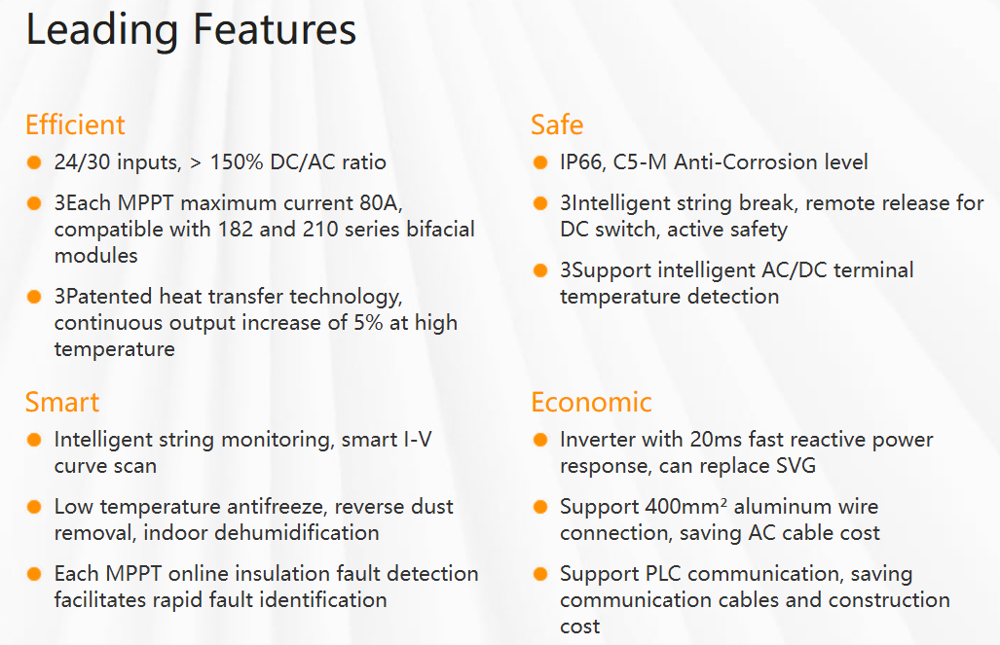 Leading Features
Efficient
24/30 inputs, > 150% DC/AC ratio
3Each MPPT maximum current 80A,
compatible with 182 and 210 series bifacial
modules
3Patented heat transfer technology,
continuous output increase of 5% at high
temperature
Safe
IP66, C5-M Anti-Corrosion level
3Intelligent string break, remote release for
DC switch, active safety
3Support intelligent AC/DC terminal
temperature detection
Smart
Intelligent string monitoring, smart I-V
curve scan
Low temperature antifreeze, reverse dust
removal, indoor dehumidification
Each MPPT online insulation fault detection
facilitates rapid fault identification
Economic
Inverter with 20ms fast reactive power
response, can replace SVG
Support 400mm² aluminum wire
connection, saving AC cable cost
Support PLC communication, saving
communication cables and construction
cost